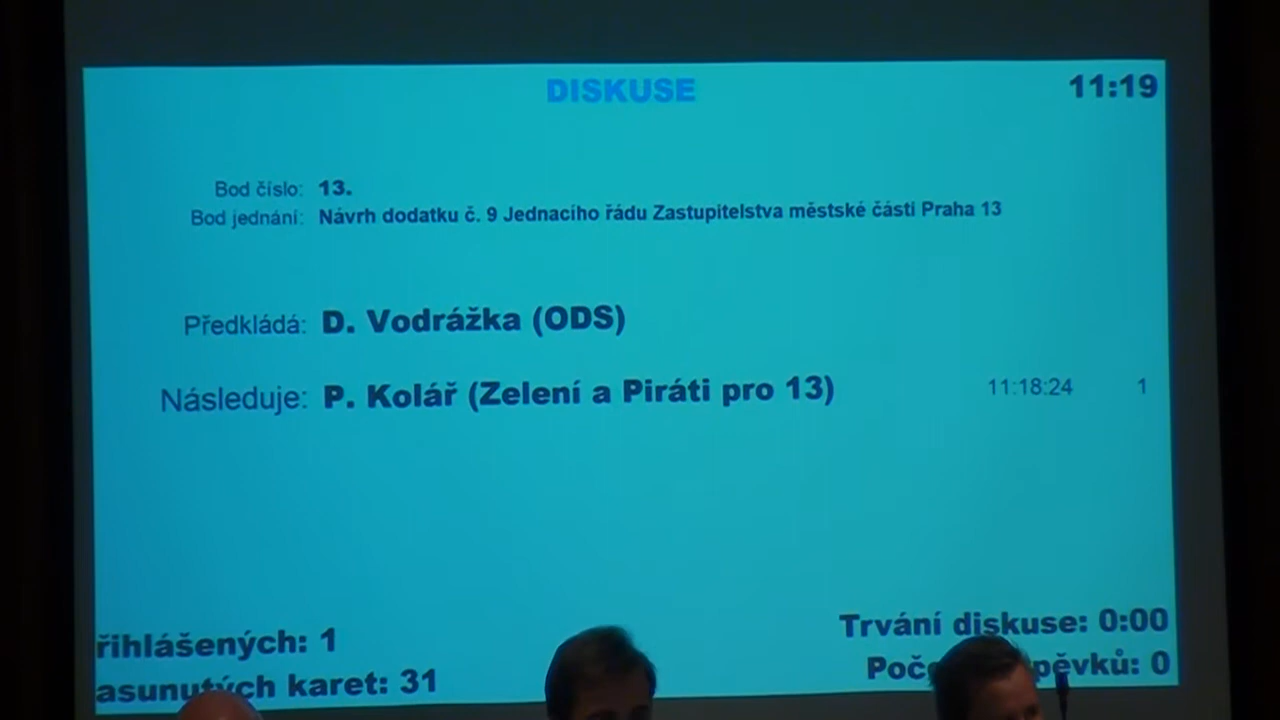 DISKUSE 11:19
Bod číslo: 13.
Bod jednání: Návrh dodatku č. 9 Jednacího řádu Zastupitelstva městské části Praha 13
Předkládá: D. Vodrážka (ODS)
Následuje: P. Kolář (Zelení a Piráti pro 13) 11:18:24 1
řihlášených: 1 Trvání diskuse: 0:00
asunutých karet: 31 Poč pěvků: 0